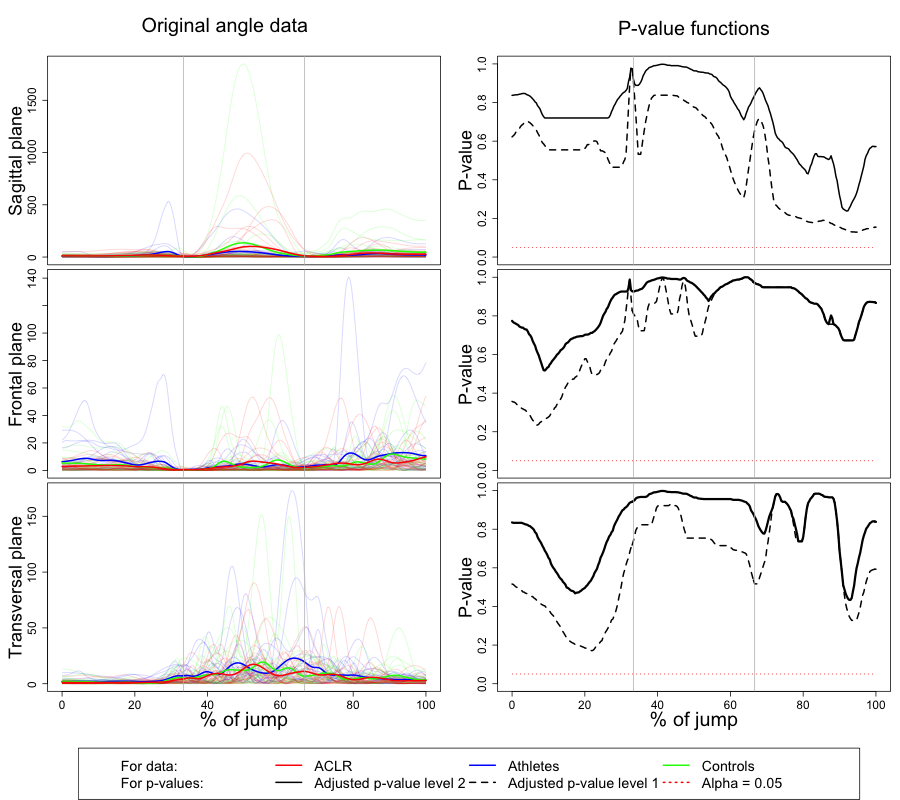 Original angle data
P-value functions
Sagittal plane
0 500 1000 1500
P-value
0.0 0.2 0.4 0.6 0.8 1.0
Frontal plane
0 20 40 60 80 100 140
P-value
0.0 0.2 0.4 0.6 0.8 1.0
Transversal plane
0 50 100 150
P-value
0.0 0.2 0.4 0.6 0.8 1.0
0 20 40 60 80 100
% of jump
0 20 40 60 80 100
% of jump
For data: ACLR Athletes Controls
For p-values: Adjusted p-value level 2 Adjusted p-value level 1 Alpha = 0.05